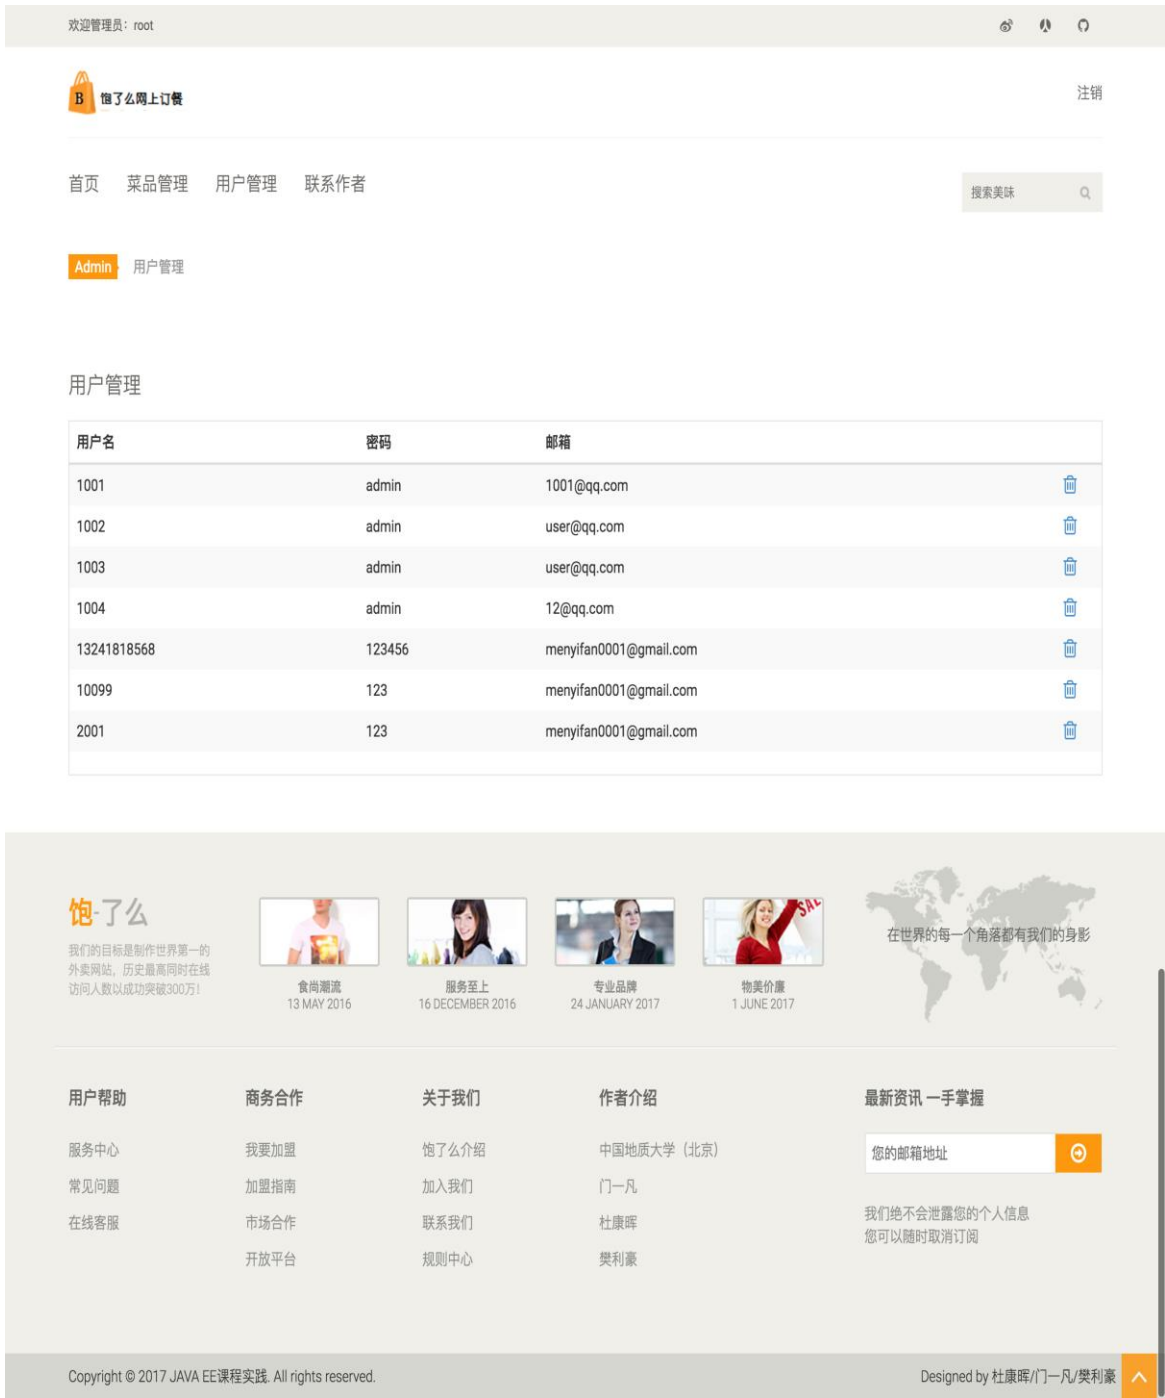 欢迎管理员：root
B 饱了么网上订餐
注销
首页 菜品管理 用户管理 联系作者
搜索美味
Admin 用户管理
用户管理
用户名 密码 邮箱
1001 admin 1001@qq.com
1002 admin user@qq.com
1003 admin user@qq.com
1004 admin 12@qq.com
13241818568 123456 menyifan0001@gmail.com
10099 123 menyifan0001@gmail.com
2001 123 menyifan0001@gmail.com
饱-了么
我们的目标是制作世界第一的
外卖网站，历史最高同时在线
访问人数以成功突破300万！
食尚潮流
13 MAY 2016
服务至上
16 DECEMBER 2016
专业品牌
24 JANUARY 2017
SAL
物美价廉
1 JUNE 2017
在世界的每一个角落都有我们的身影
用户帮助
服务中心
常见问题
在线客服
商务合作
我要加盟
加盟指南
市场合作
开放平台
关于我们
饱了么介绍
加入我们
联系我们
规则中心
作者介绍
中国地质大学（北京）
门一凡
杜康晖
樊利豪
最新资讯 一手掌握
您的邮箱地址
我们绝不会泄露您的个人信息
您可以随时取消订阅
Copyright © 2017 JAVA EE课程实践. All rights reserved.
Designed by 杜康晖/门一凡/樊利豪